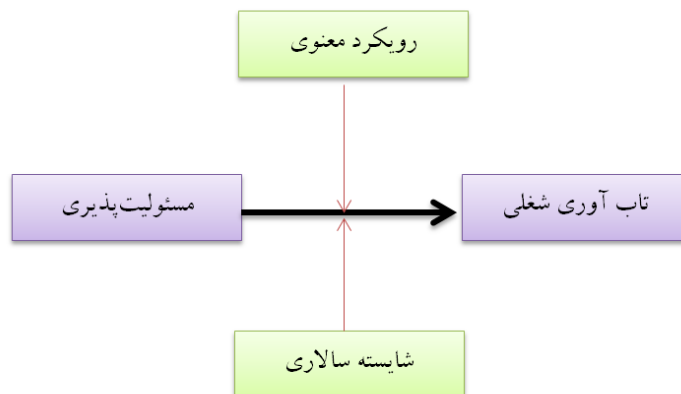 رویکرد معنوی
مسئولیت‌پذیری
تاب آوری شغلی
شایسته سالاری